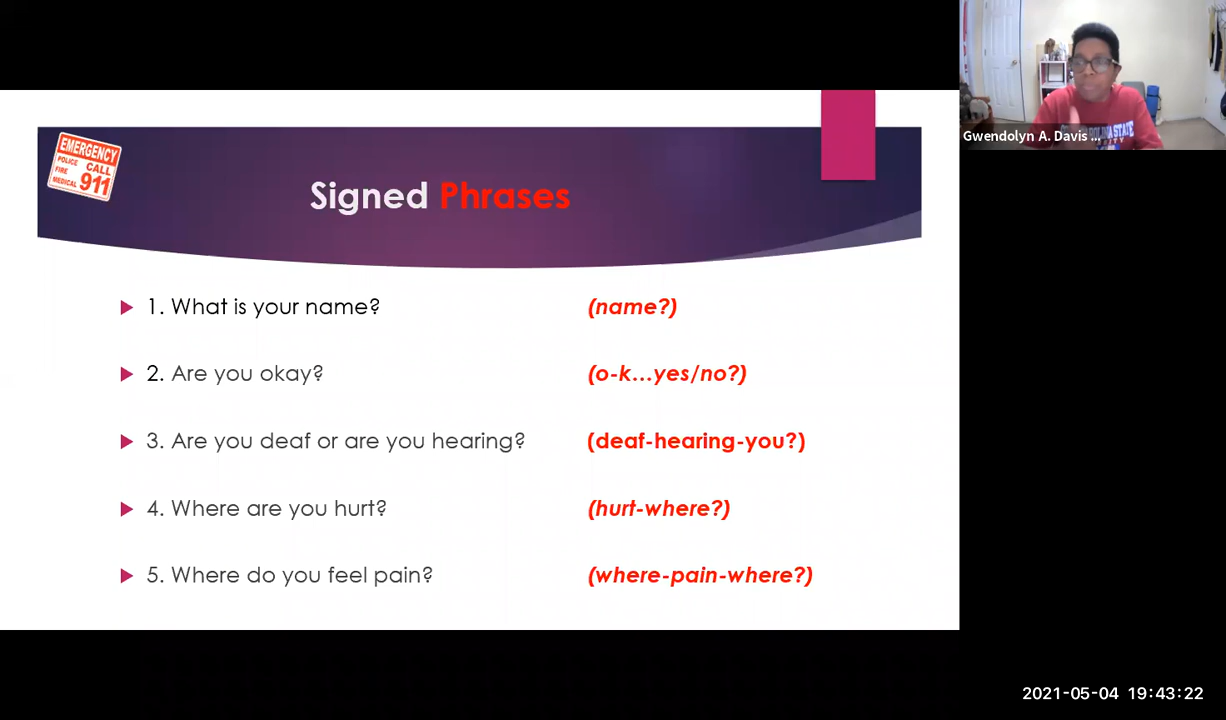 EMERGENCY
POLICE
FIRE
MEDICAL
CALL
911
Signed Phrases
1. What is your name? (name?)
2. Are you okay? (o-k...yes/no?)
3. Are you deaf or are you hearing? (deaf-hearing-you?)
4. Where are you hurt? (hurt-where?)
5. Where do you feel pain? (where-pain-where?)
Gwendolyn A. Davis ...
2021-05-04 19:43:22